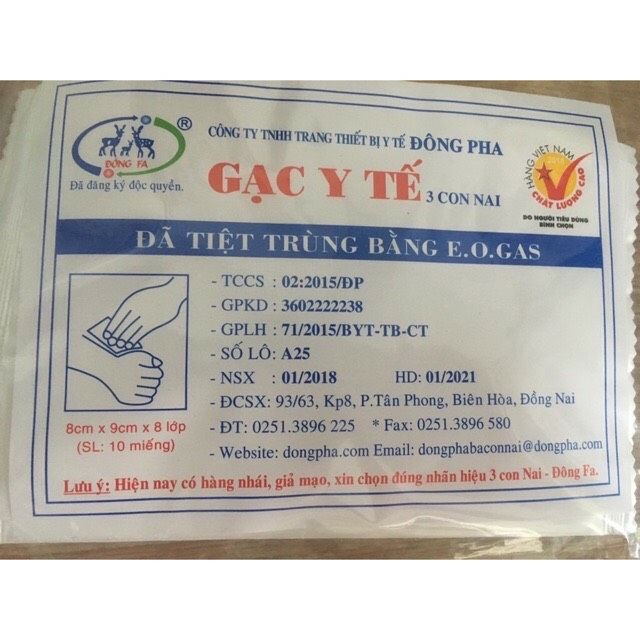 ®
ĐÔNG FA
Đã đăng ký độc quyền.
CÔNG TY TNHH TRANG THIẾT BỊ Y TẾ ĐÔNG PHA
GẠC Y TẾ 3 CON NAI
HÀNG VIỆT NAM
CHẤT LƯỢNG CAO
DO NGƯỜI TIÊU DÙNG
BÌNH CHỌN
ĐÃ TIỆT TRÙNG BẰNG E.O.GAS
- TCCS : 02:2015/ĐP
- GPKD : 3602222238
- GPLH : 71/2015/BYT-TB-CT
- SỐ LÔ: A25
- NSX : 01/2018 HD: 01/2021
- ĐCSX: 93/63, Kp8, P.Tân Phong, Biên Hòa, Đồng Nai
- ĐT: 0251.3896 225 * Fax: 0251.3896 580
- Website: dongpha.com Email: dongphabaconnai@dongpha.com
8cm x 9cm x 8 lớp
(SL: 10 miếng)
Lưu ý: Hiện nay có hàng nhái, giả mạo, xin chọn đúng nhãn hiệu 3 con Nai - Đông Fa.